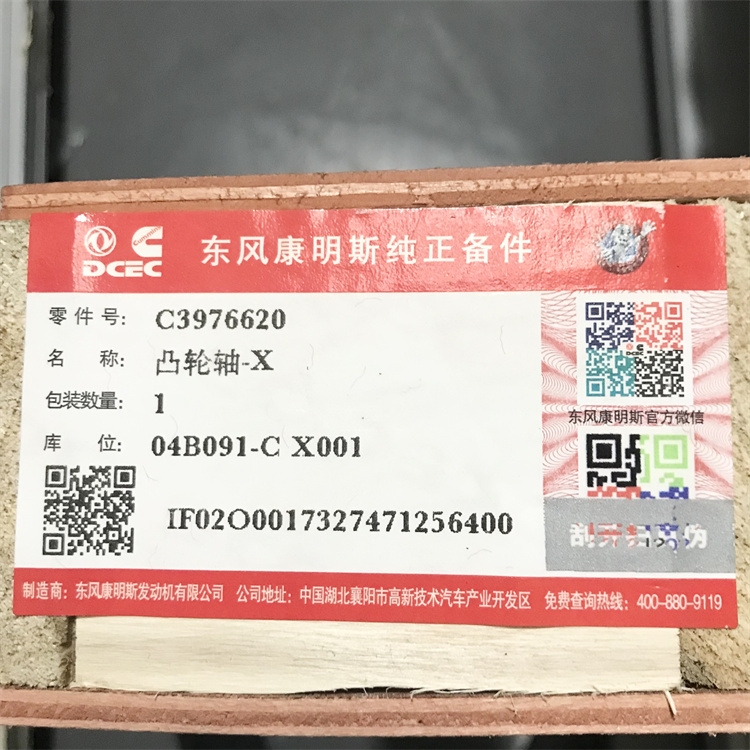 DCEC
东风康明斯纯正备件
零件号: C3976620
名 称: 凸轮轴-X
包装数量: 1
库 位: 04B091-C X001
东风康明斯官方微信
IF02O0017327471256400
制造商: 东风康明斯发动机有限公司 公司地址: 中国湖北襄阳市高新技术汽车产业开发区 免费查询热线: 400-880-9119